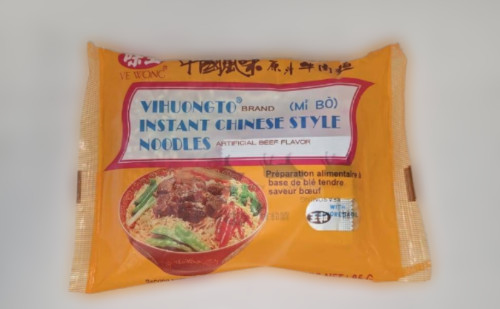 VE WONG
中國風味
VIHUONGTO® BRAND (MÌ BÒ)
INSTANT CHINESE STYLE
NOODLES ARTIFICIAL BEEF FLAVOR
Préparation alimentaire à
base de blé tendre
saveur bœuf
WITH